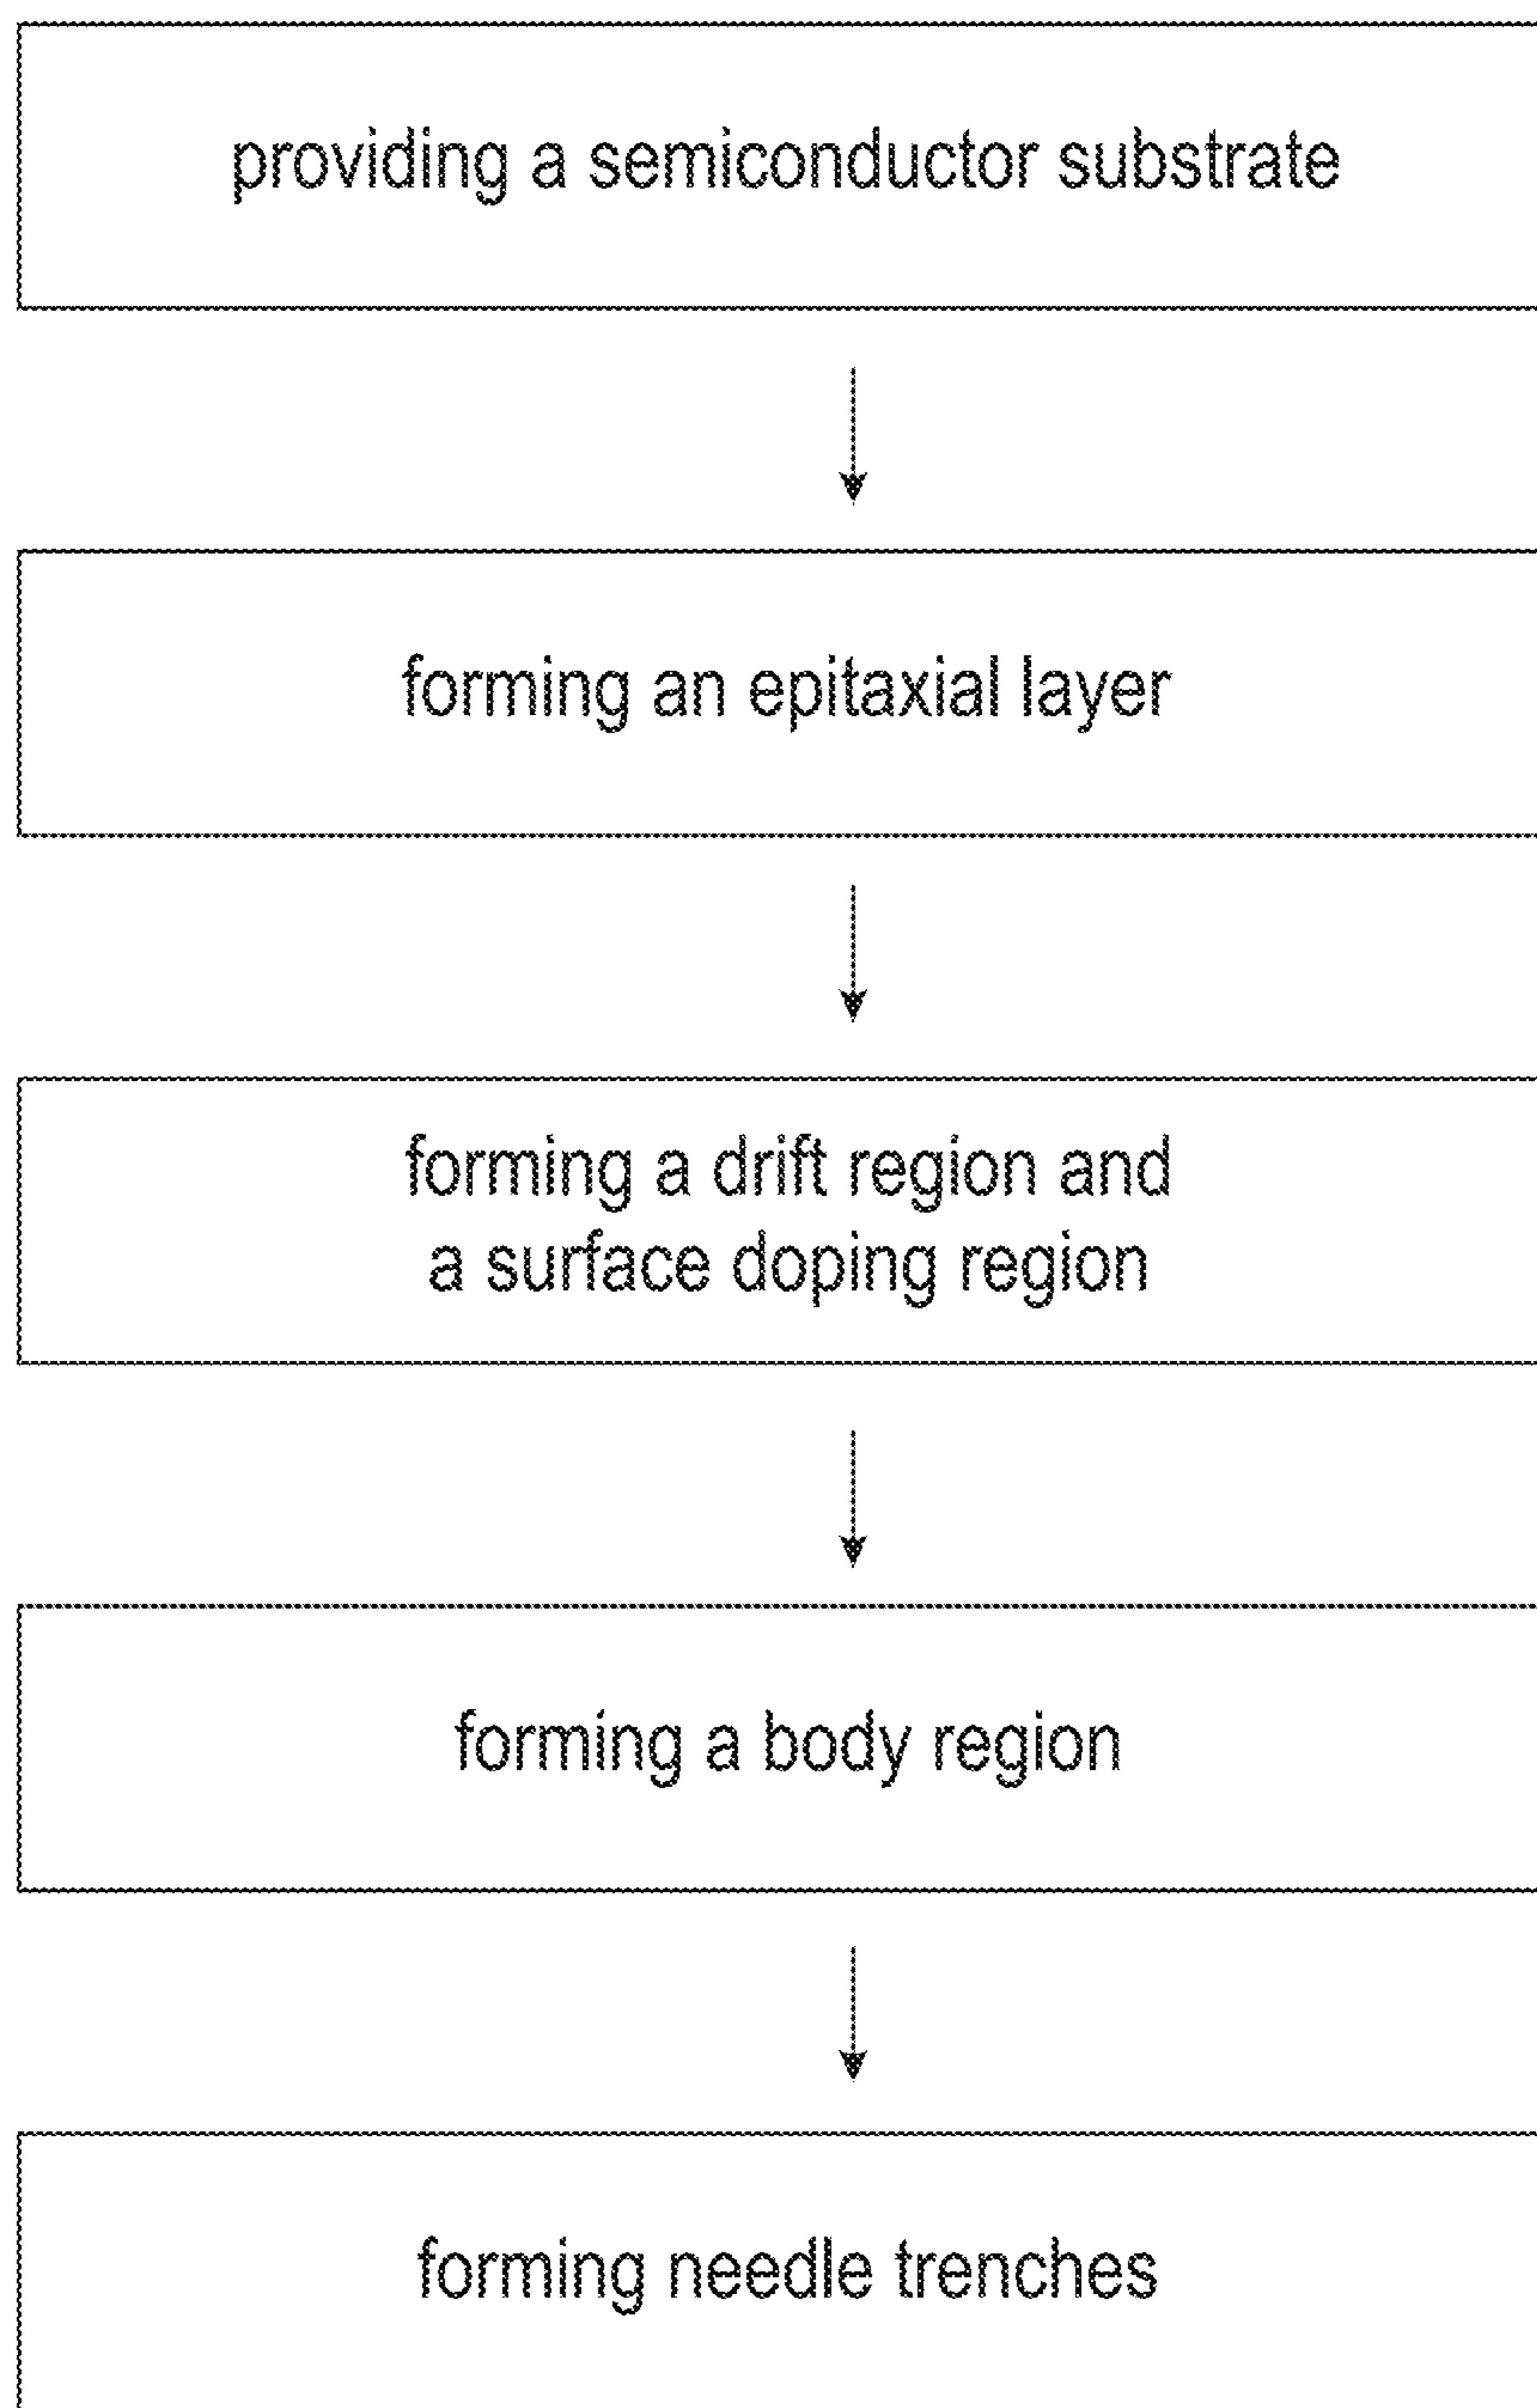 providing a semiconductor substrate
forming an epitaxial layer
forming a drift region and
a surface doping region
forming a body region
forming needle trenches